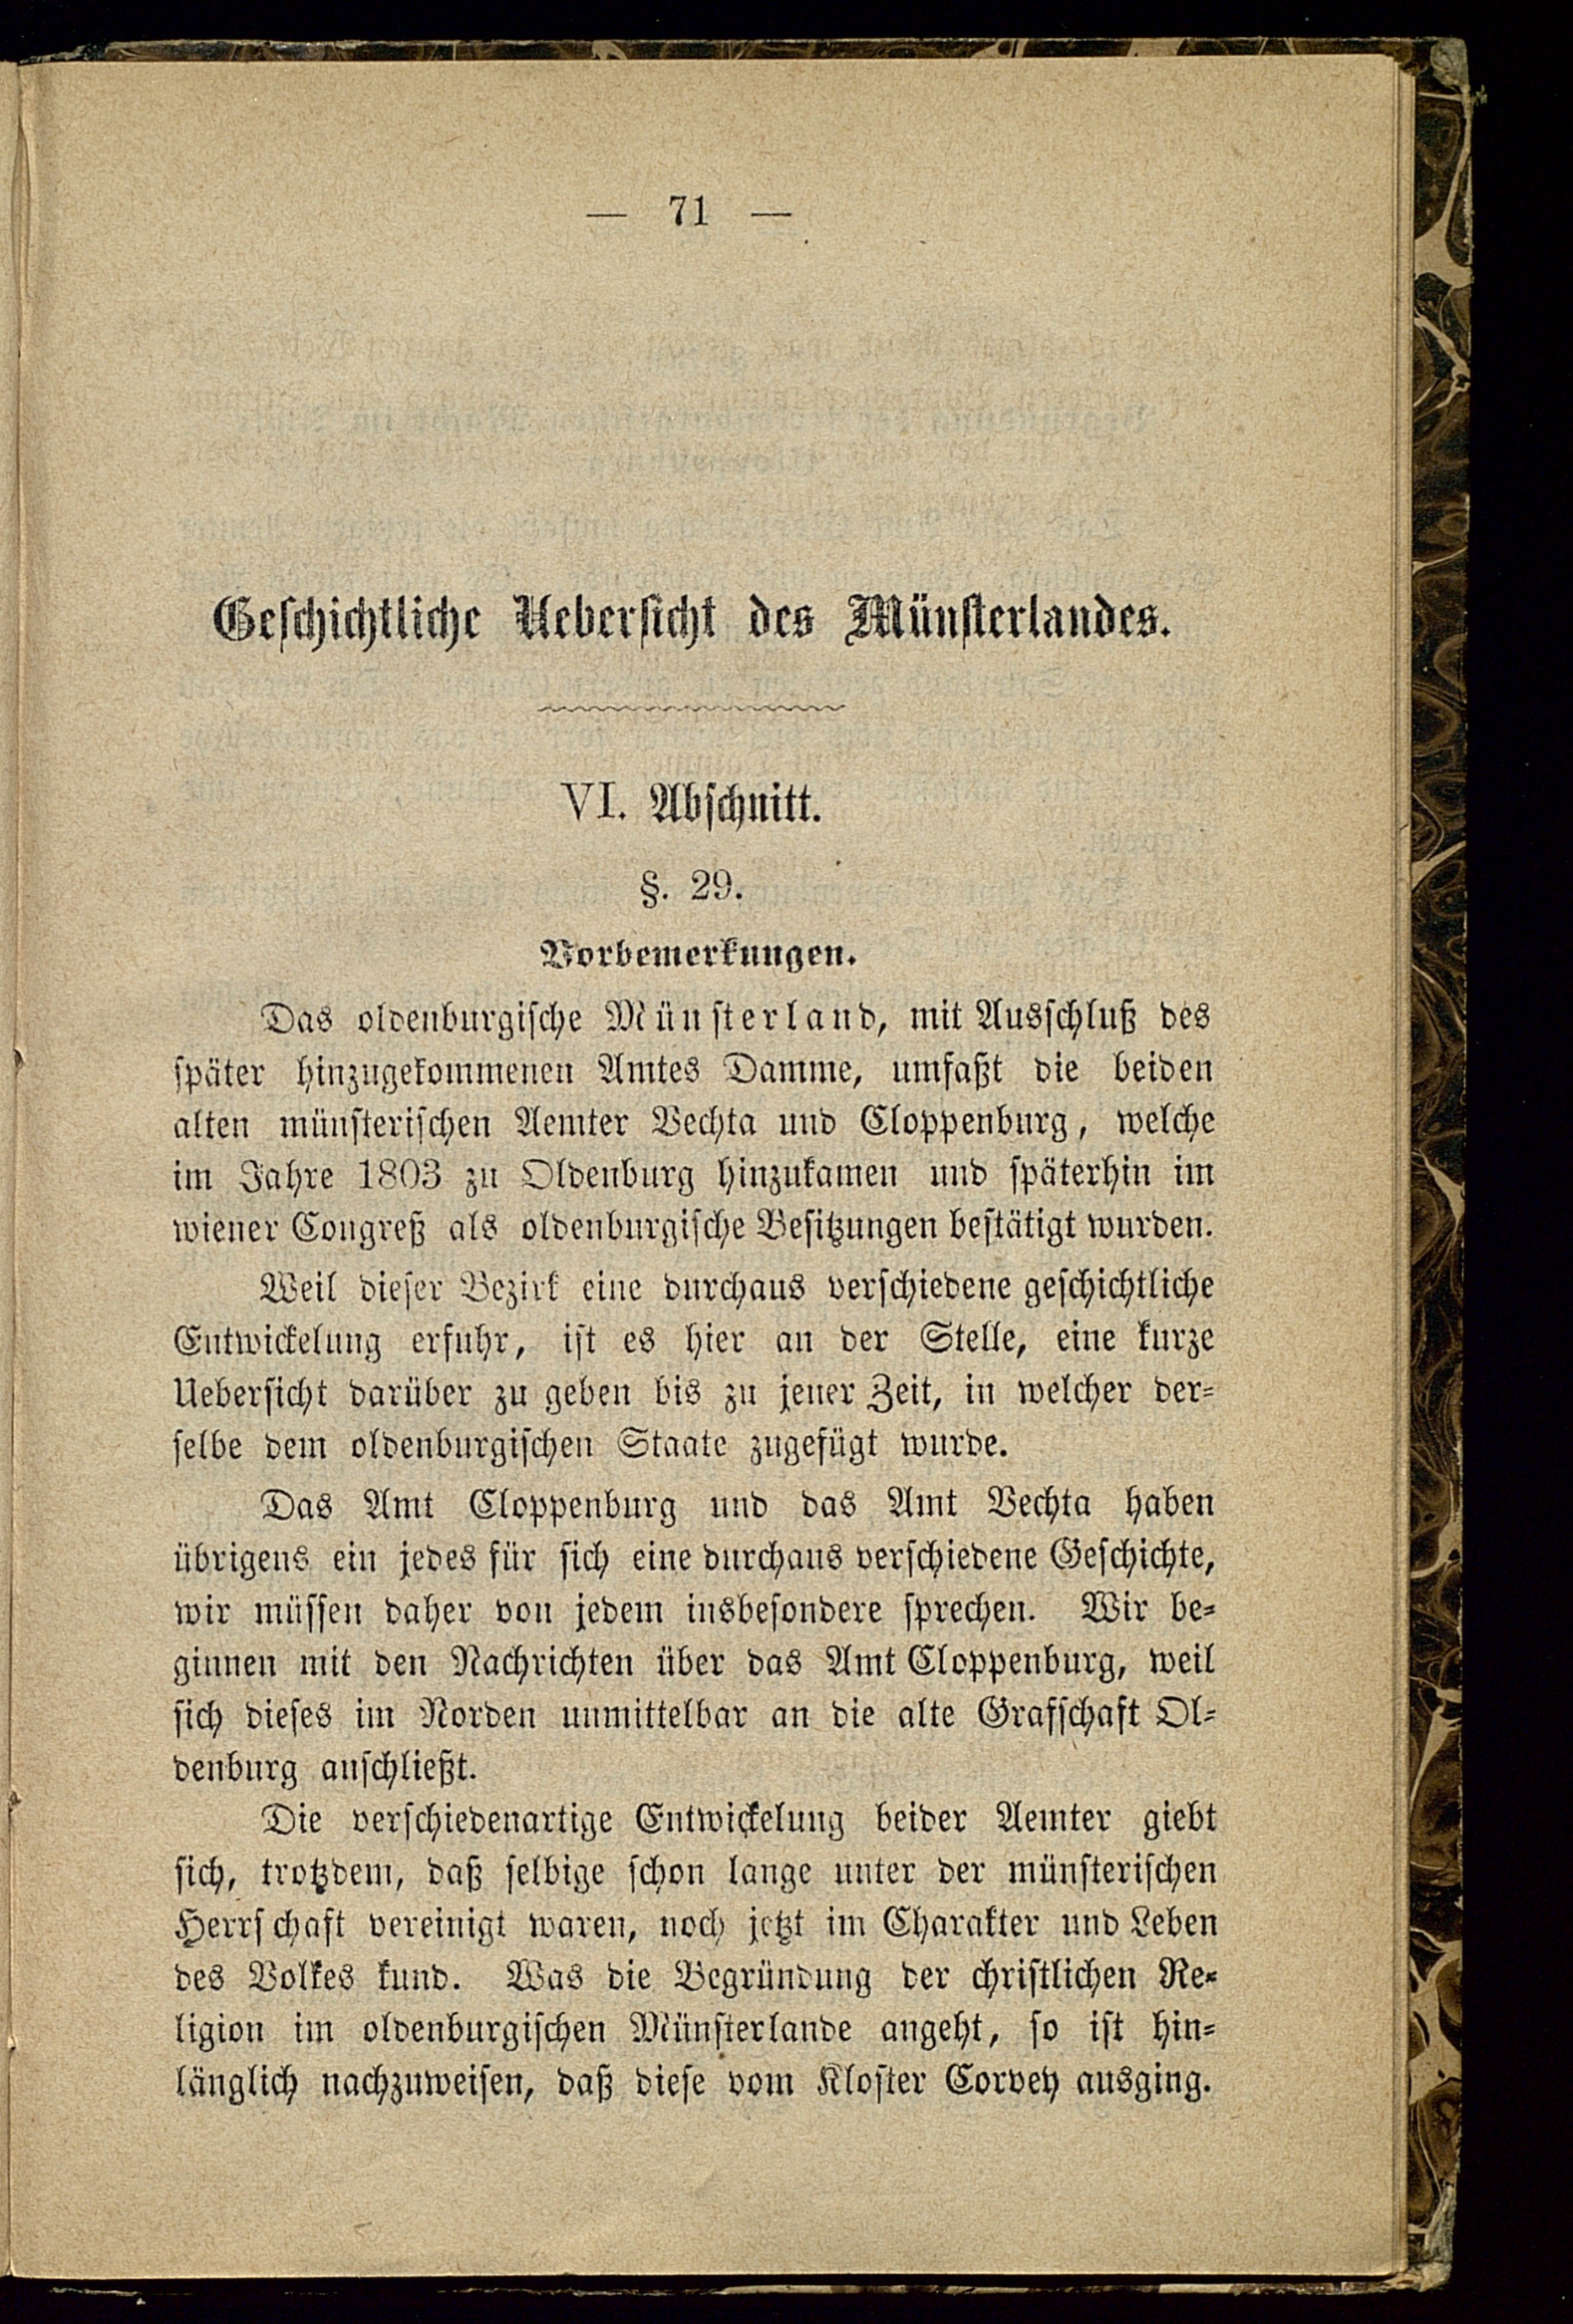 — 71 —
Geschichtliche Uebersicht des Münsterlandes.
VI. Abschnitt.
§. 29.
Vorbemerkungen.
Das oldenburgische Münsterland, mit Ausschluß des
später hinzugekommenen Amtes Damme, umfaßt die beiden
alten münsterischen Aemter Vechta und Cloppenburg, welche
im Jahre 1803 zu Oldenburg hinzukamen und späterhin im
wiener Congreß als oldenburgische Besitzungen bestätigt wurden.
Weil dieser Bezirk eine durchaus verschiedene geschichtliche
Entwickelung erfuhr, ist es hier an der Stelle, eine kurze
Uebersicht darüber zu geben bis zu jener Zeit, in welcher der-
selbe dem oldenburgischen Staate zugefügt wurde.
Das Amt Cloppenburg und das Amt Vechta haben
übrigens ein jedes für sich eine durchaus verschiedene Geschichte,
wir müssen daher von jedem insbesondere sprechen. Wir be-
ginnen mit den Nachrichten über das Amt Cloppenburg, weil
sich dieses im Norden unmittelbar an die alte Grafschaft Ol-
denburg anschließt.
Die verschiedenartige Entwickelung beider Aemter giebt
sich, trotzdem, daß selbige schon lange unter der münsterischen
Herrschaft vereinigt waren, noch jetzt im Charakter und Leben
des Volkes kund. Was die Begründung der christlichen Re-
ligion im oldenburgischen Münsterlande angeht, so ist hin-
länglich nachzuweisen, daß diese vom Kloster Corvey ausging.